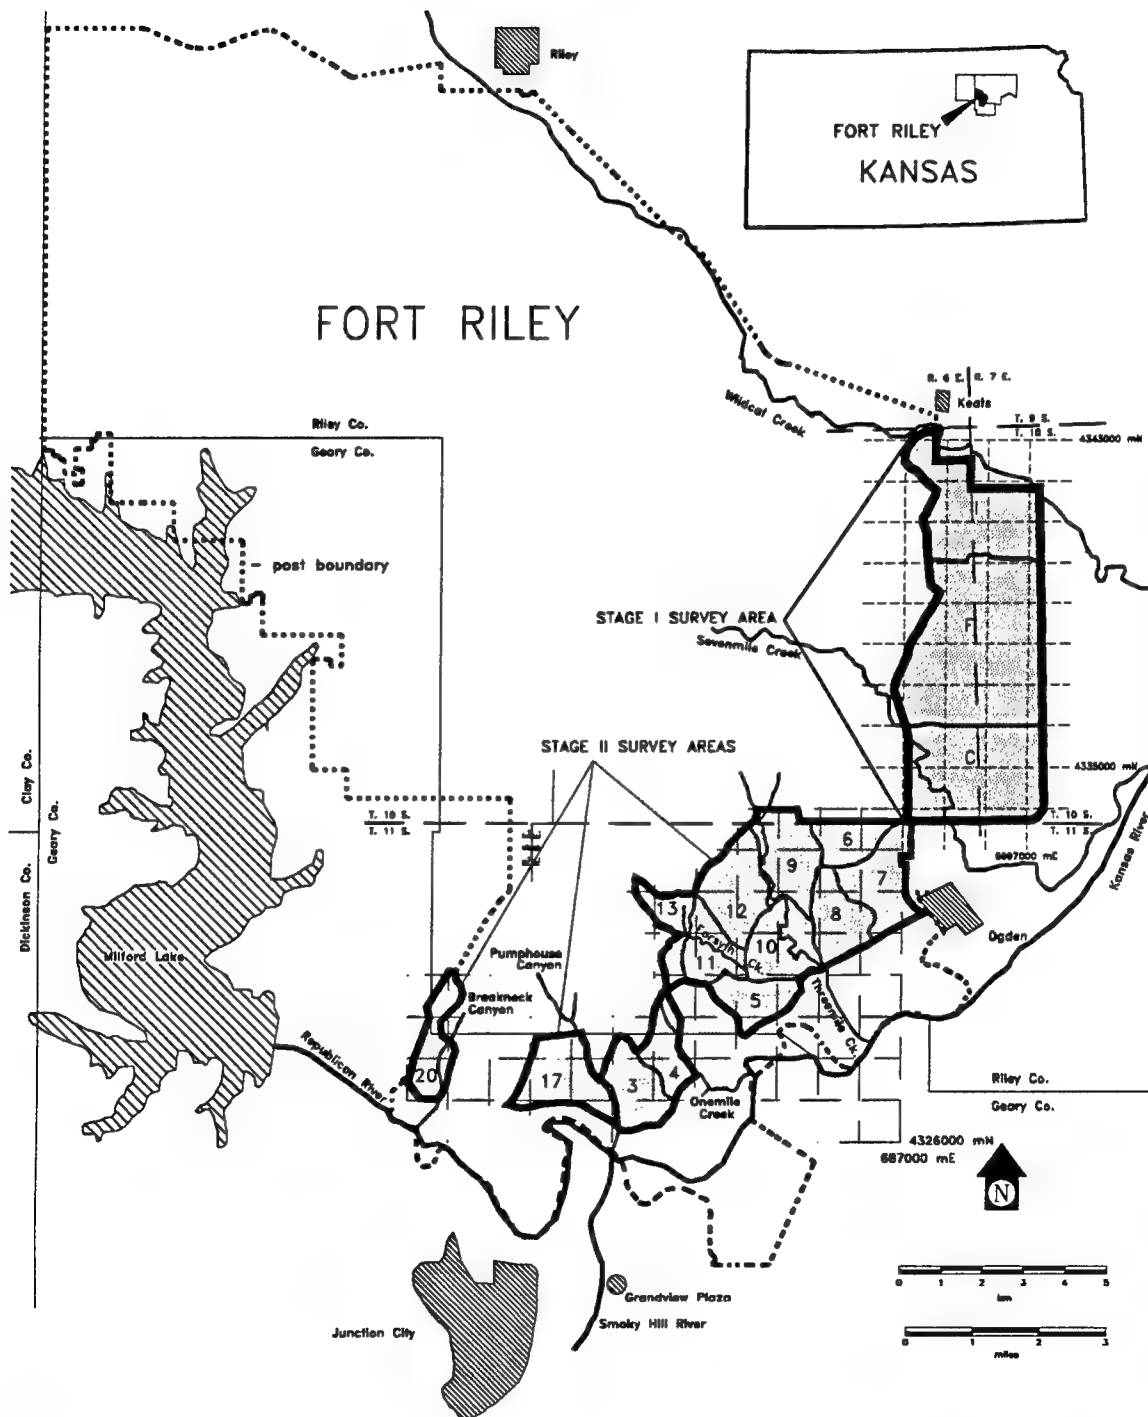 Riley
FORT RILEY
KANSAS
FORT RILEY
R. 6 E. R. 7 E.
Keats
Wildcat Creek
T. 9 S.
T. 10 S.
4343000 mN
Riley Co.
Geary Co.
post boundary
STAGE I SURVEY AREA
Sevenmile Creek
F
C
STAGE II SURVEY AREAS
4335000 mN
Clay Co.
Geary Co.
Dickinson Co.
T. 10 S.
T. 11 S.
T. 10 S.
T. 11 S.
6
687000 mE
Kansas River
9
7
13
12
8
Ogden
Forsyth Ck.
10
11
Milford Lake
Pumphouse
Canyon
Breakneck
Canyon
5
Threemile Ck.
Republican River
20
17
3
4
Onemile
Creek
Riley Co.
Geary Co.
4326000 mN
687000 mE
N
0 1 2 3 4 5
km
Grandview Plaza
Smoky Hill River
Junction City
0 1 2 3
miles